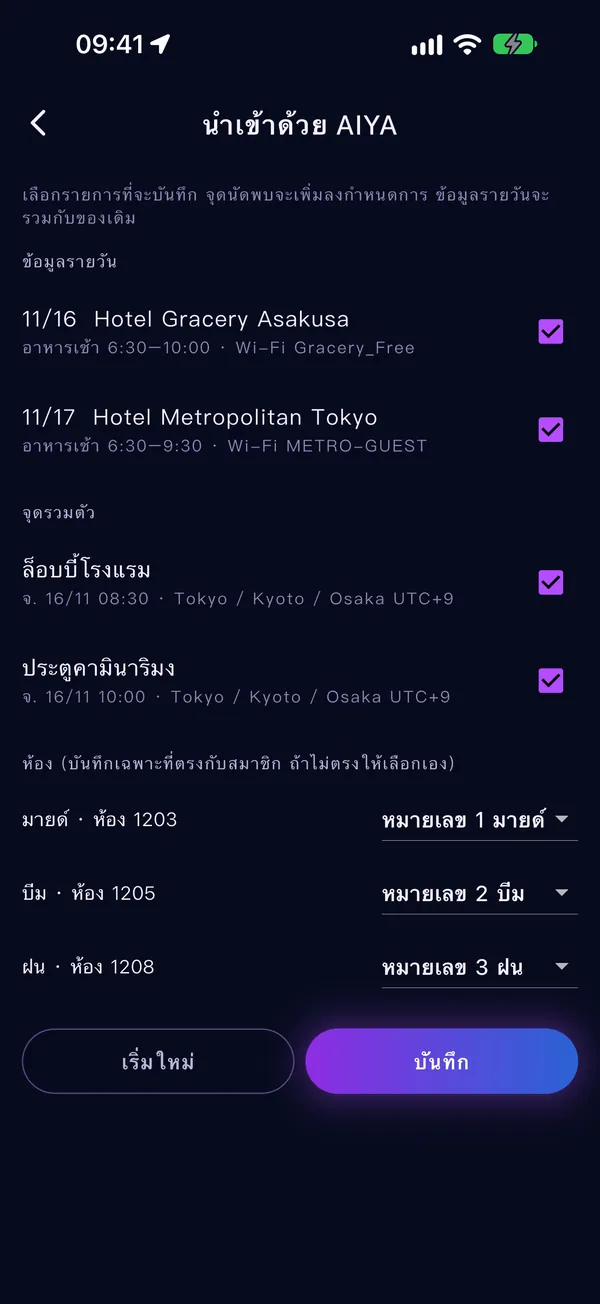 09:41
นำเข้าด้วย AIYA
เลือกรายการที่จะบันทึก จุดนัดพบจะเพิ่มลงกำหนดการ ข้อมูลรายวันจะ
รวมกับของเดิม
ข้อมูลรายวัน
11/16 Hotel Gracery Asakusa
อาหารเช้า 6:30–10:00 · Wi-Fi Gracery_Free
11/17 Hotel Metropolitan Tokyo
อาหารเช้า 6:30–9:30 · Wi-Fi METRO-GUEST
จุดรวมตัว
ล็อบบี้โรงแรม
จ. 16/11 08:30 · Tokyo / Kyoto / Osaka UTC+9
ประตูคามินาริมง
จ. 16/11 10:00 · Tokyo / Kyoto / Osaka UTC+9
ห้อง (บันทึกเฉพาะที่ตรงกับสมาชิก ถ้าไม่ตรงให้เลือกเอง)
มายด์ · ห้อง 1203 หมายเลข 1 มายด์
บีม · ห้อง 1205 หมายเลข 2 บีม
ฝน · ห้อง 1208 หมายเลข 3 ฝน
เริ่มใหม่ บันทึก